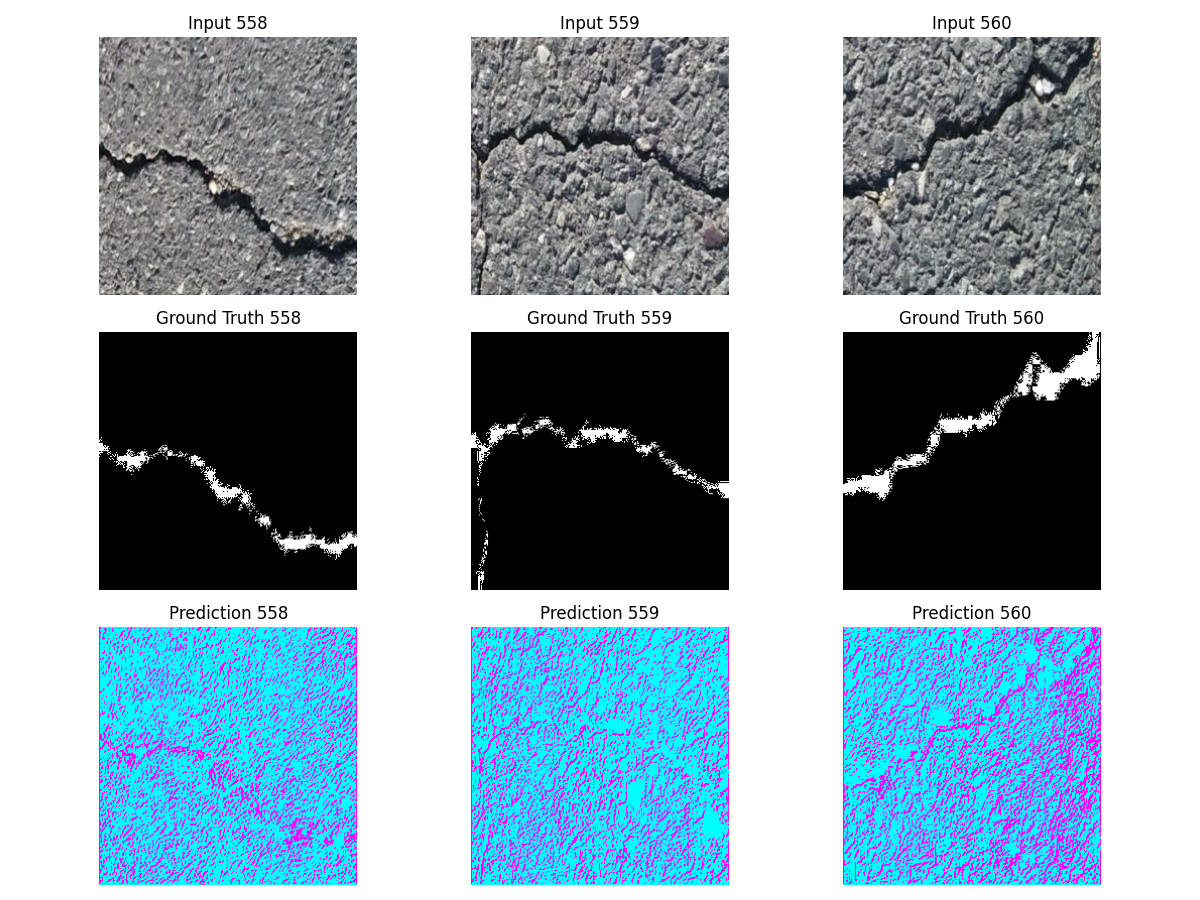 Input 558
Input 559
Input 560
Ground Truth 558
Ground Truth 559
Ground Truth 560
Prediction 558
Prediction 559
Prediction 560